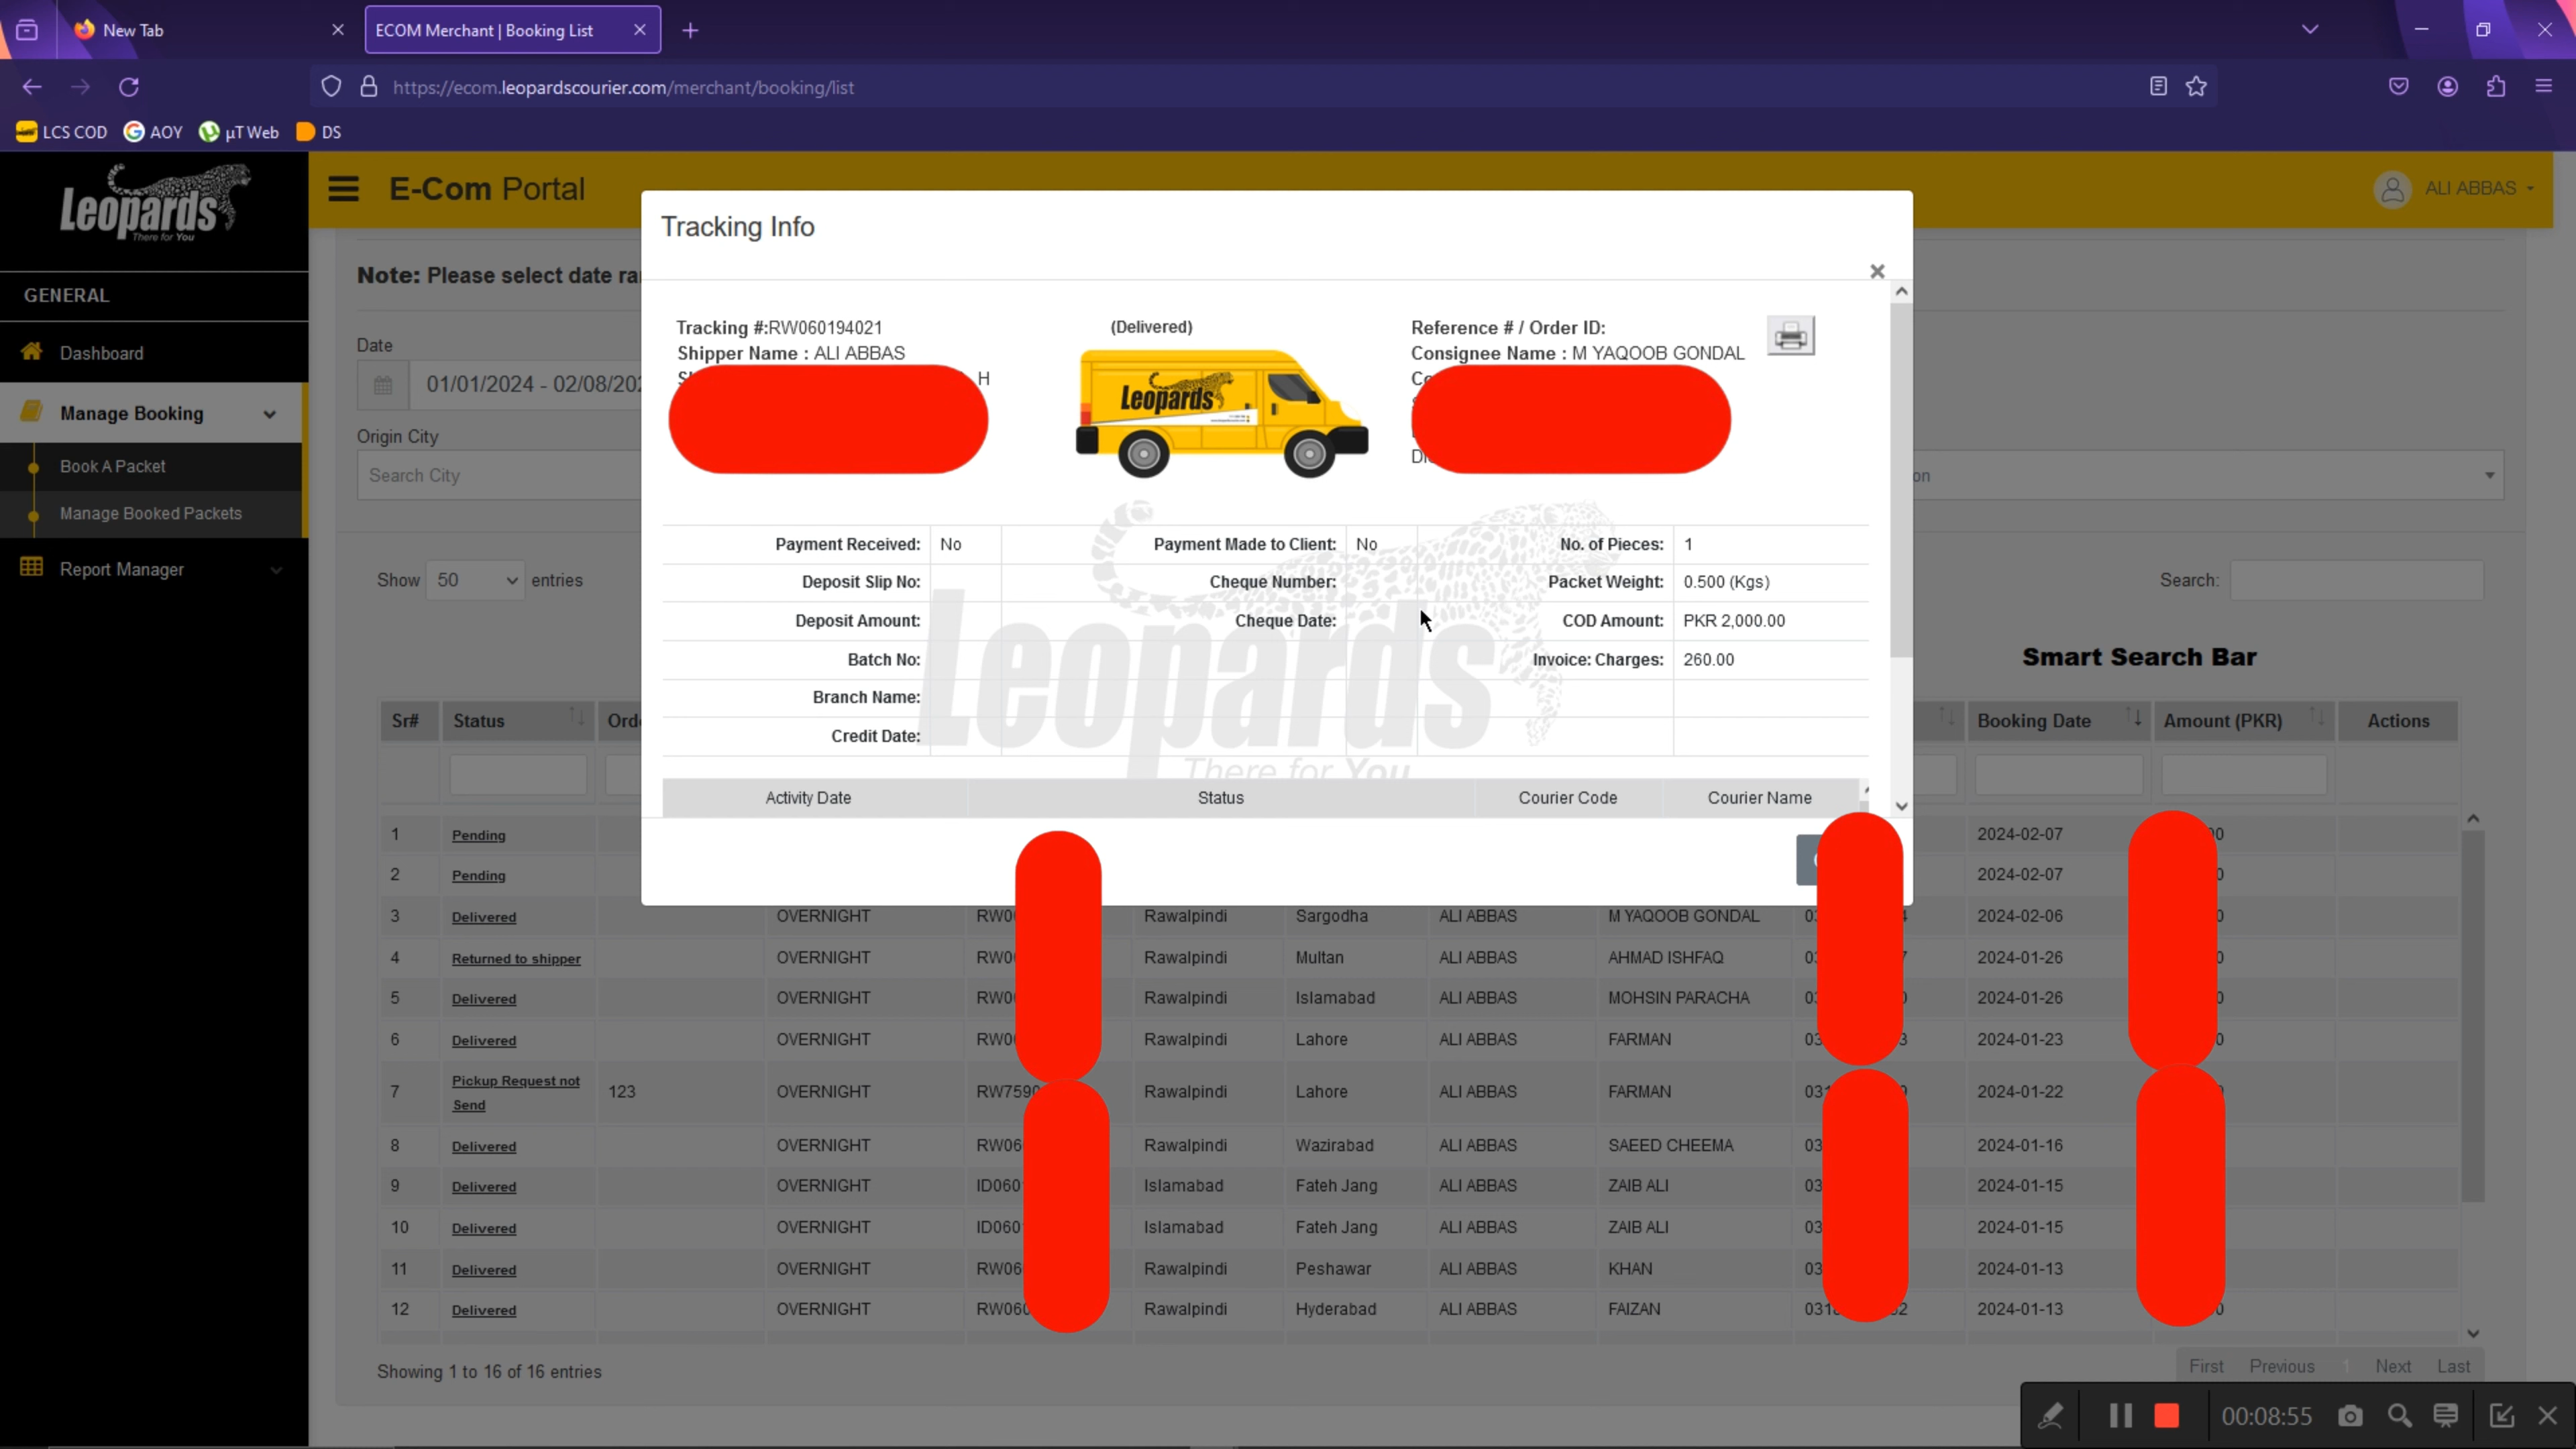 New Tab
ECOM Merchant | Booking List
https://ecom.leopardscourier.com/merchant/booking/list
LCS COD AOY µT Web DS
Leopards
There for You
E-Com Portal
ALI ABBAS
GENERAL
Dashboard
Manage Booking
Book A Packet
Manage Booked Packets
Report Manager
Note: Please select date
Date
01/01/2024 - 02/08/202
Origin City
Search City
Show 50 entries
Search:
Smart Search Bar
Tracking Info
Tracking #:RW060194021
Shipper Name : ALI ABBAS
H
(Delivered)
Leopards
Reference # / Order ID:
Consignee Name : M YAQOOB GONDAL
Payment Received: No Payment Made to Client: No No. of Pieces: 1
Deposit Slip No: Cheque Number: Packet Weight: 0.500 (Kgs)
Deposit Amount: Cheque Date: COD Amount: PKR 2,000.00
Batch No: Invoice: Charges: 260.00
Branch Name:
Credit Date:
Leopards
There for You
Activity Date Status Courier Code Courier Name
Sr# Status Booking Date Amount (PKR) Actions
1 Pending 2024-02-07
2 Pending 2024-02-07
3 Delivered OVERNIGHT Rawalpindi Sargodha ALI ABBAS M YAQOOB GONDAL 2024-02-06
4 Returned to shipper OVERNIGHT Rawalpindi Multan ALI ABBAS AHMAD ISHFAQ 2024-01-26
5 Delivered OVERNIGHT Rawalpindi Islamabad ALI ABBAS MOHSIN PARACHA 2024-01-26
6 Delivered OVERNIGHT Rawalpindi Lahore ALI ABBAS FARMAN 2024-01-23
7 Pickup Request not Send 123 OVERNIGHT Rawalpindi Lahore ALI ABBAS FARMAN 2024-01-22
8 Delivered OVERNIGHT Rawalpindi Wazirabad ALI ABBAS SAEED CHEEMA 2024-01-16
9 Delivered OVERNIGHT Islamabad Fateh Jang ALI ABBAS ZAIB ALI 2024-01-15
10 Delivered OVERNIGHT Islamabad Fateh Jang ALI ABBAS ZAIB ALI 2024-01-15
11 Delivered OVERNIGHT Rawalpindi Peshawar ALI ABBAS KHAN 2024-01-13
12 Delivered OVERNIGHT Rawalpindi Hyderabad ALI ABBAS FAIZAN 2024-01-13
Showing 1 to 16 of 16 entries
First Previous 1 Next Last
00:08:55